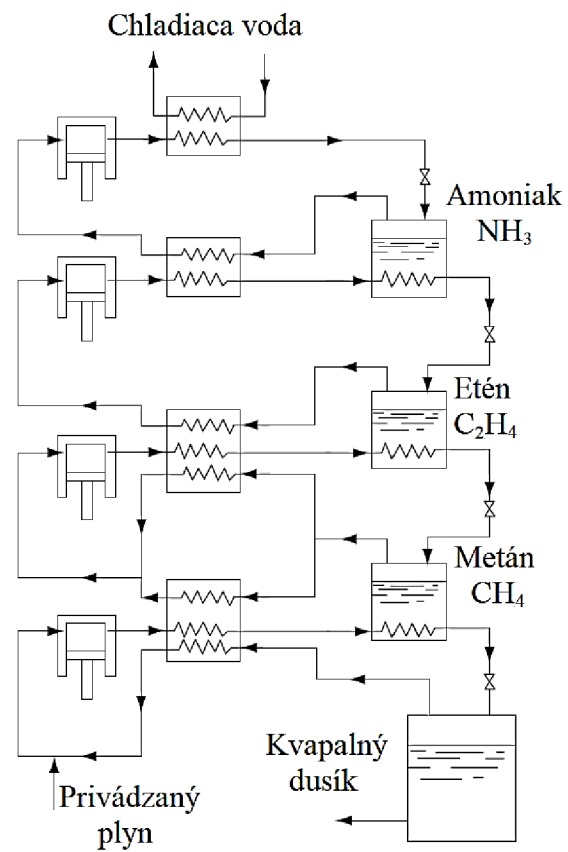 Chladiaca voda
Amoniak
NH₃
Etén
C₂H₄
Metán
CH₄
Kvapalný
dusík
Privádzaný
plyn